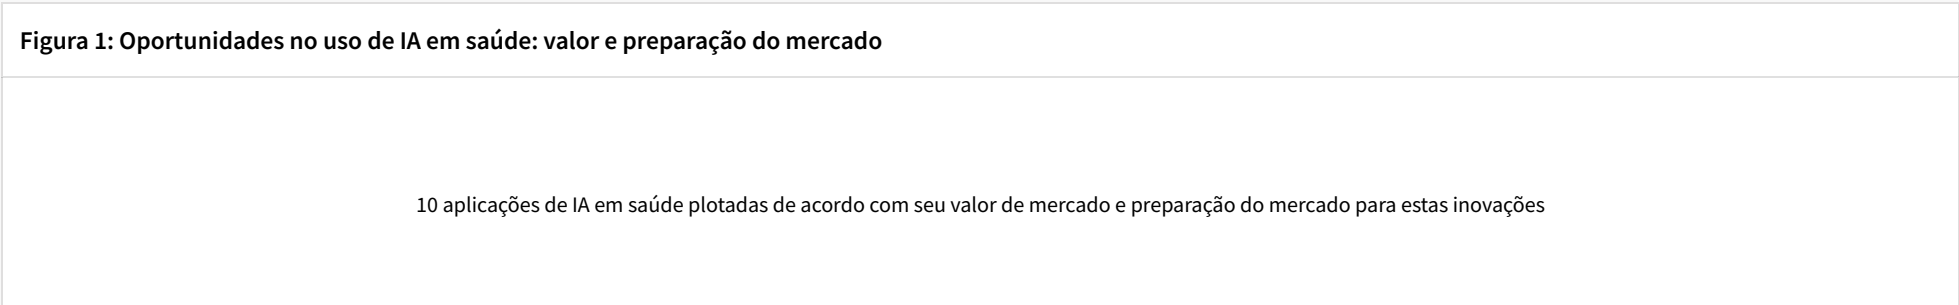 Figura 1: Oportunidades no uso de IA em saúde: valor e preparação do mercado
10 aplicações de IA em saúde plotadas de acordo com seu valor de mercado e preparação do mercado para estas inovações